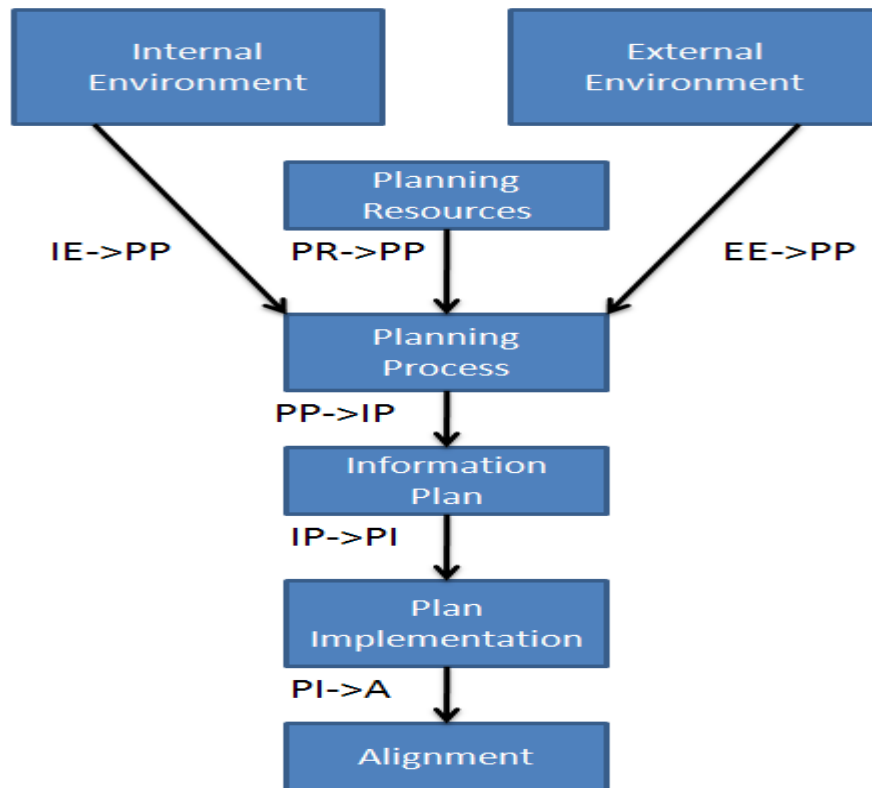 Internal
Environment
External
Environment
Planning
Resources
IE->PP
PR->PP
EE->PP
Planning
Process
PP->IP
Information
Plan
IP->PI
Plan
Implementation
PI->A
Alignment